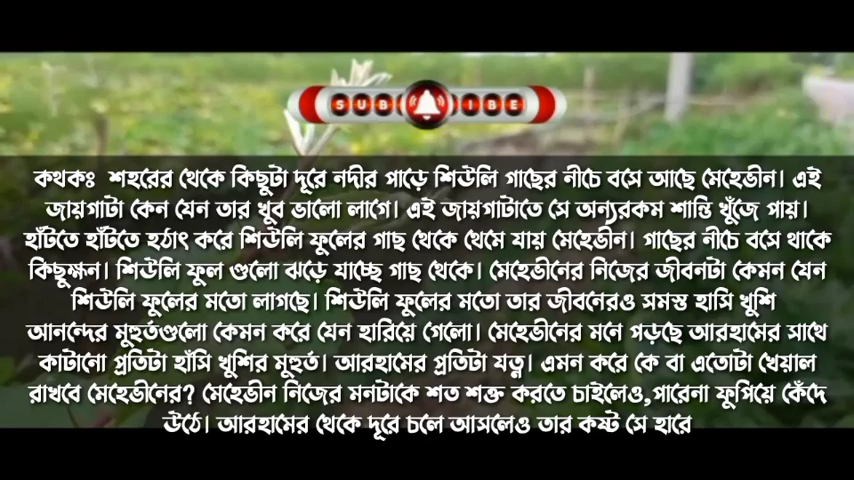 SUBSCRIBE
কথকঃ শহরের থেকে কিছুটা দূরে নদীর পাড়ে শিউলি গাছের নীচে বসে আছে মেহেভীন। এই
জায়গাটা কেন যেন তার খুব ভালো লাগে। এই জায়গাটাতে সে অন্যরকম শান্তি খুঁজে পায়।
হাঁটতে হাঁটতে হঠাৎ করে শিউলি ফুলের গাছ থেকে থেমে যায় মেহেভীন। গাছের নীচে বসে থাকে
কিছুক্ষন। শিউলি ফুল গুলো ঝড়ে যাচ্ছে গাছ থেকে। মেহেভীনের নিজের জীবনটা কেমন যেন
শিউলি ফুলের মতো লাগছে। শিউলি ফুলের মতো তার জীবনেরও সমস্ত হাসি খুশি
আনন্দের মুহুর্তগুলো কেমন করে যেন হারিয়ে গেলো। মেহেভীনের মনে পড়ছে আরহামের সাথে
কাটানো প্রতিটা হাঁসি খুশির মুহুর্ত। আরহামের প্রতিটা যত্ন। এমন করে কে বা এতোটা খেয়াল
রাখবে মেহেভীনের? মেহেভীন নিজের মনটাকে শত শক্ত করতে চাইলেও,পারেনা ফুপিয়ে কেঁদে
উঠে। আরহামের থেকে দূরে চলে আসলেও তার কষ্ট সে হারে